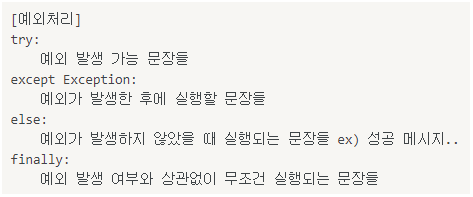 [예외처리]
try:
    예외 발생 가능 문장들
except Exception:
    예외가 발생한 후에 실행할 문장들
else:
    예외가 발생하지 않았을 때 실행되는 문장들 ex) 성공 메시지..
finally:
    예외 발생 여부와 상관없이 무조건 실행되는 문장들